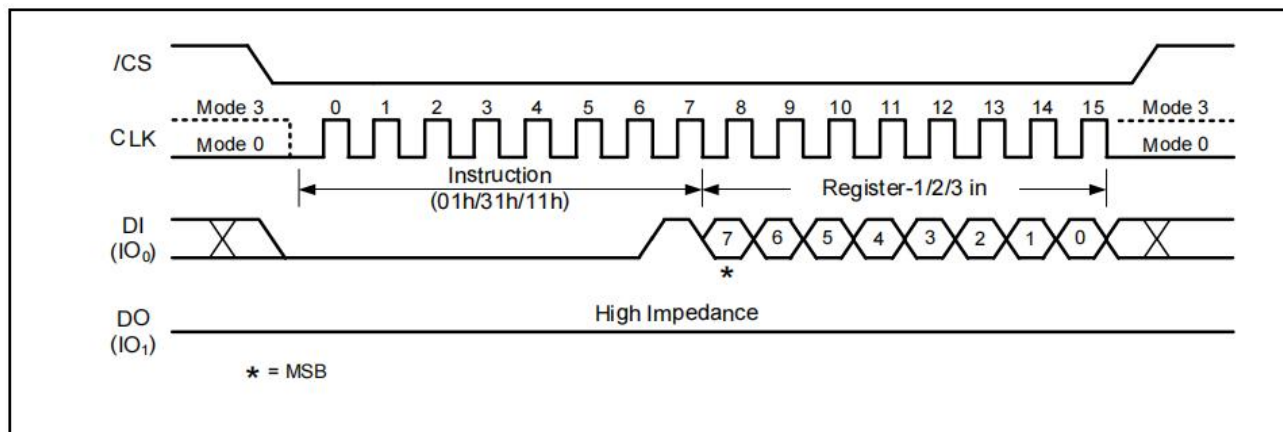 /CS
Mode 3 0 1 2 3 4 5 6 7 8 9 10 11 12 13 14 15 Mode 3
CLK Mode 0 Mode 0
Instruction
(01h/31h/11h)
Register-1/2/3 in
DI
(IO₀)
7 6 5 4 3 2 1 0
*
High Impedance
DO
(IO₁)
* = MSB